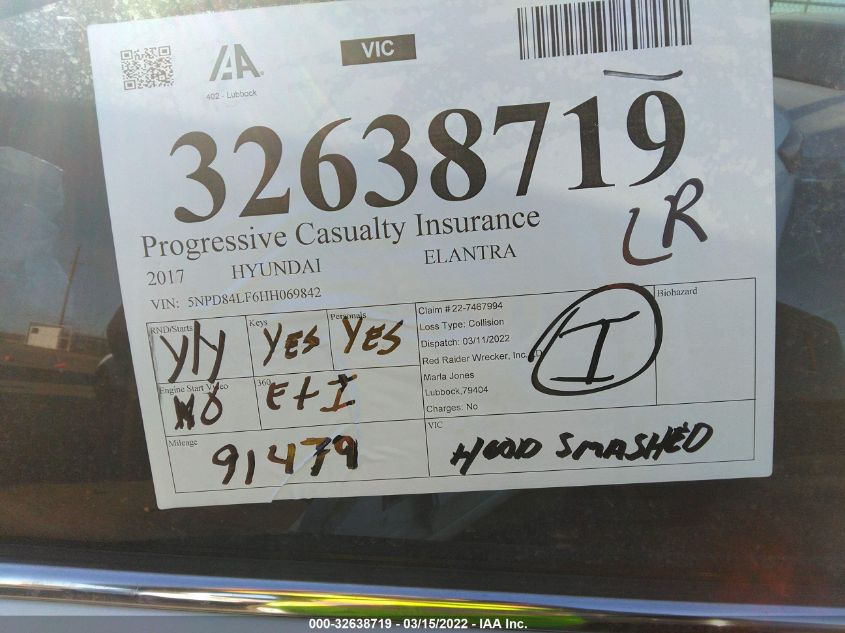 IAA
VIC
402 - Lubbock
32638719
LR
Progressive Casualty Insurance
2017 HYUNDAI ELANTRA
VIN: 5NPD84LF6HH069842
RND/Starts
Y/Y
Keys
YES
Personals
YES
Claim # 22-7467994
Loss Type: Collision
Dispatch: 03/11/2022
Red Raider Wrecker, Inc.
Marla Jones
Lubbock,79404
Charges: No
I
Biohazard
Engine Start Video
NO
360
E+I
Mileage
91479
VIC
HOOD SMASHED
000-32638719 - 03/15/2022 - IAA Inc.